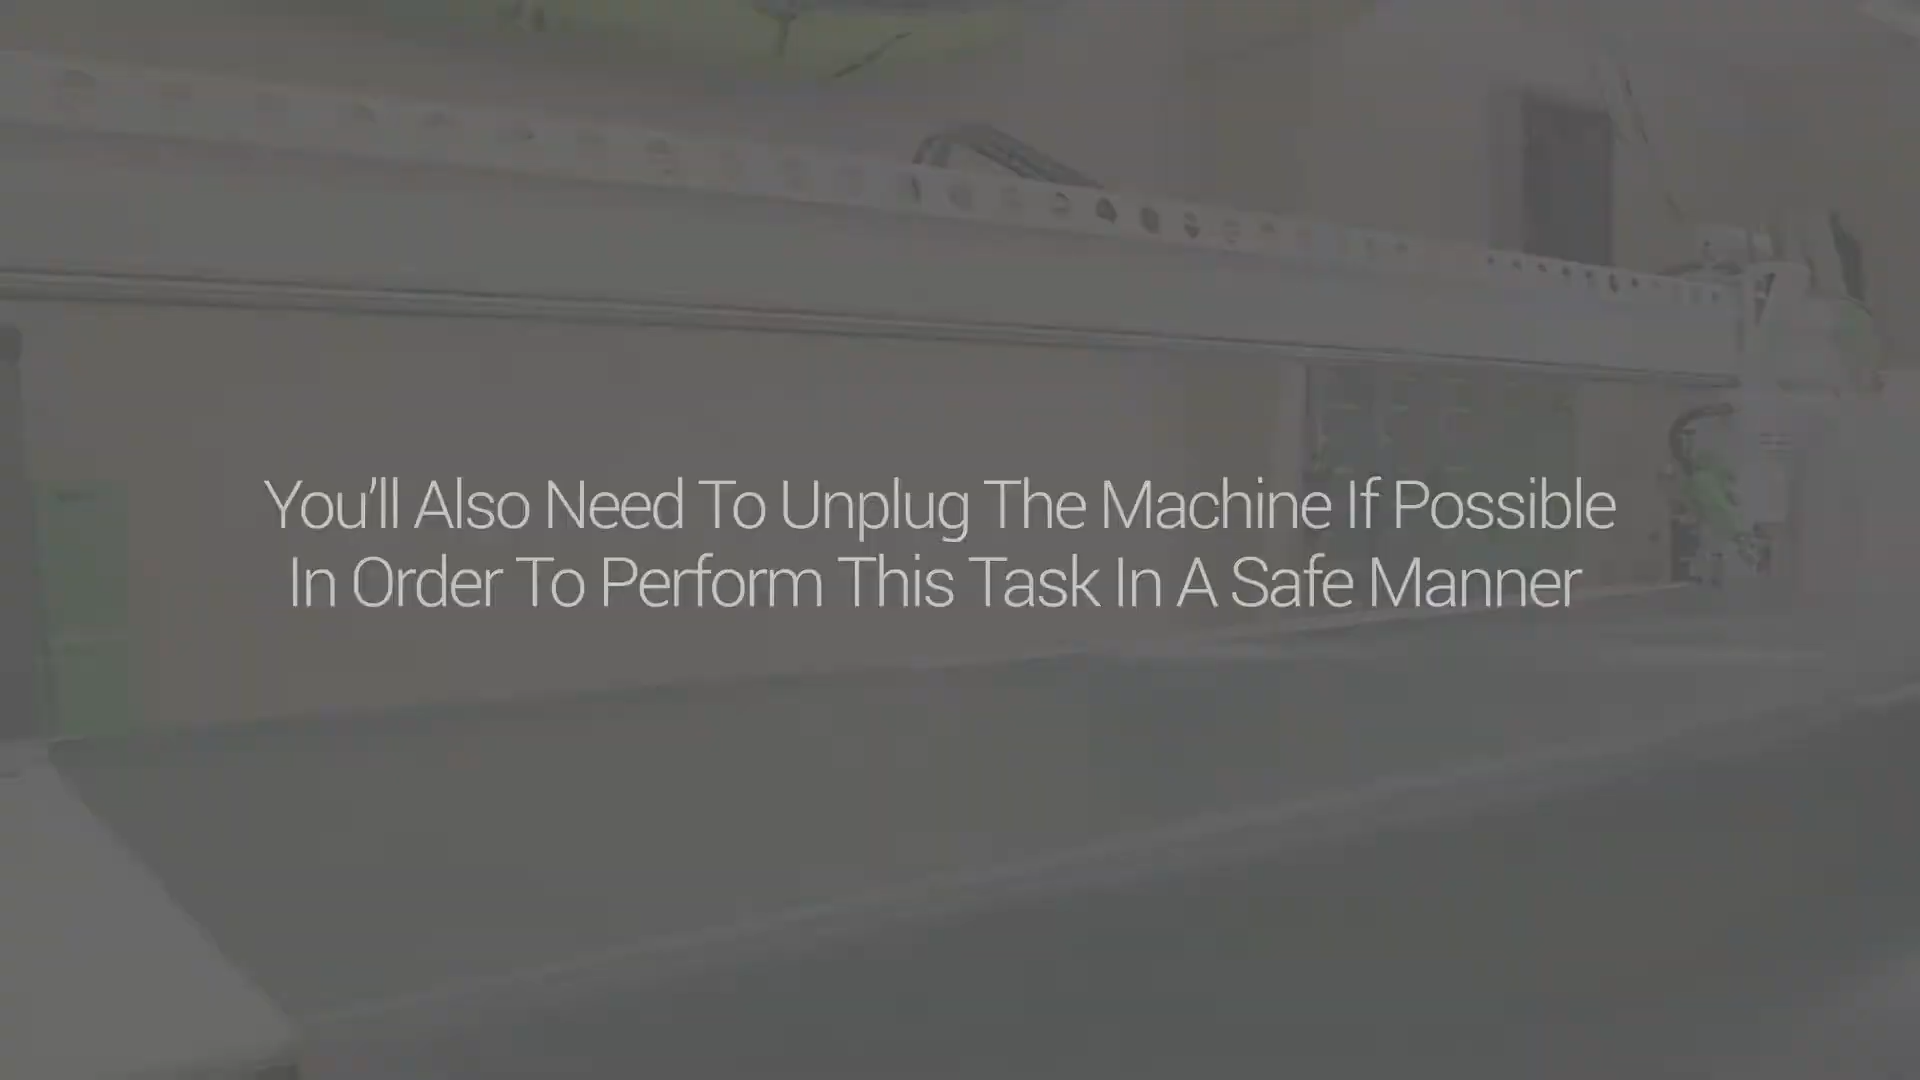 You'll Also Need To Unplug The Machine If Possible
In Order To Perform This Task In A Safe Manner